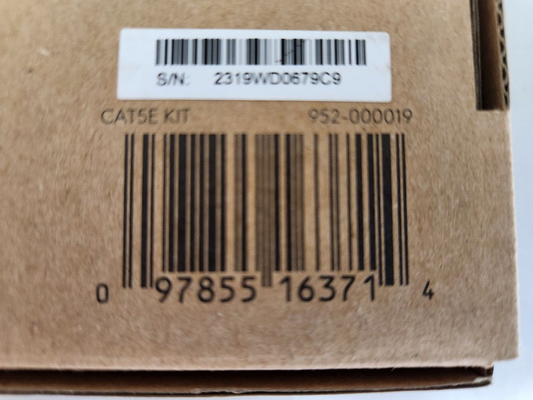 S/N: 2319WD0679C9
CAT5E KIT 952-000019
0 97855 16371 4